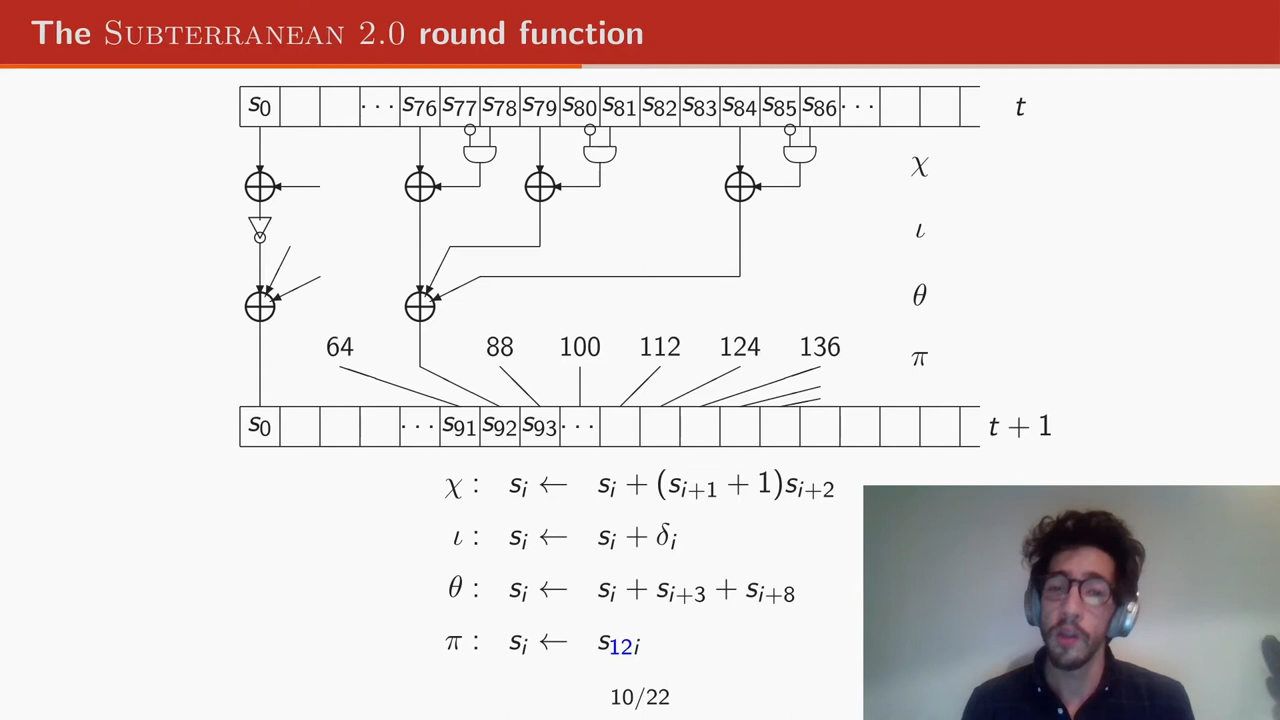 The SUBTERRANEAN 2.0 round function
s0 ··· s76 s77 s78 s79 s80 s81 s82 s83 s84 s85 s86 ··· t
χ
ι
θ
64 88 100 112 124 136 π
s0 ··· s91 s92 s93 ··· t + 1
χ : si ← si + (si+1 + 1)si+2
ι : si ← si + δi
θ : si ← si + si+3 + si+8
π : si ← s12i
10/22